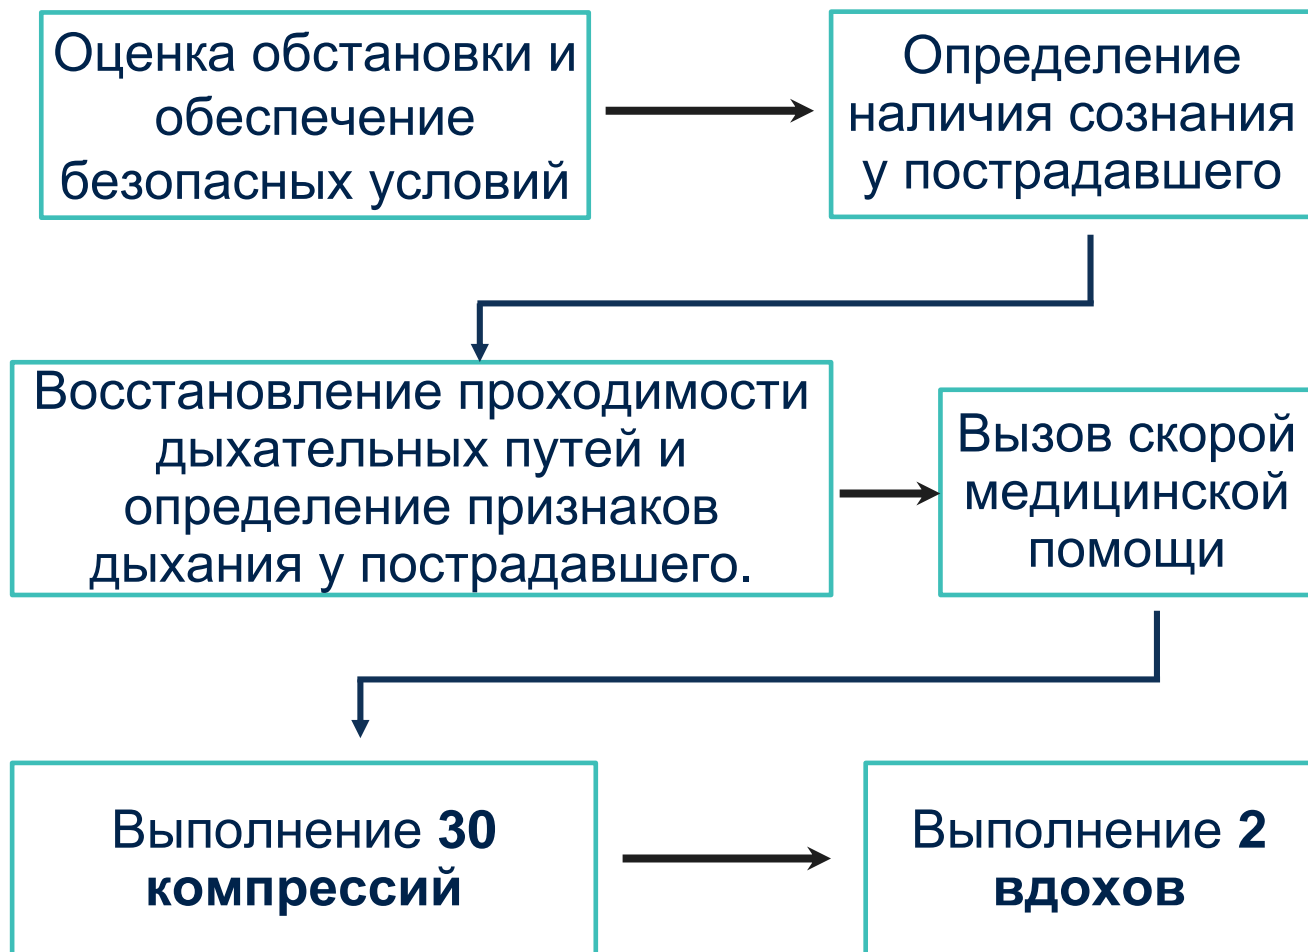 Оценка обстановки и
обеспечение
безопасных условий
Определение
наличия сознания
у пострадавшего
Восстановление проходимости
дыхательных путей и
определение признаков
дыхания у пострадавшего.
Вызов скорой
медицинской
помощи
Выполнение 30
компрессий
Выполнение 2
вдохов